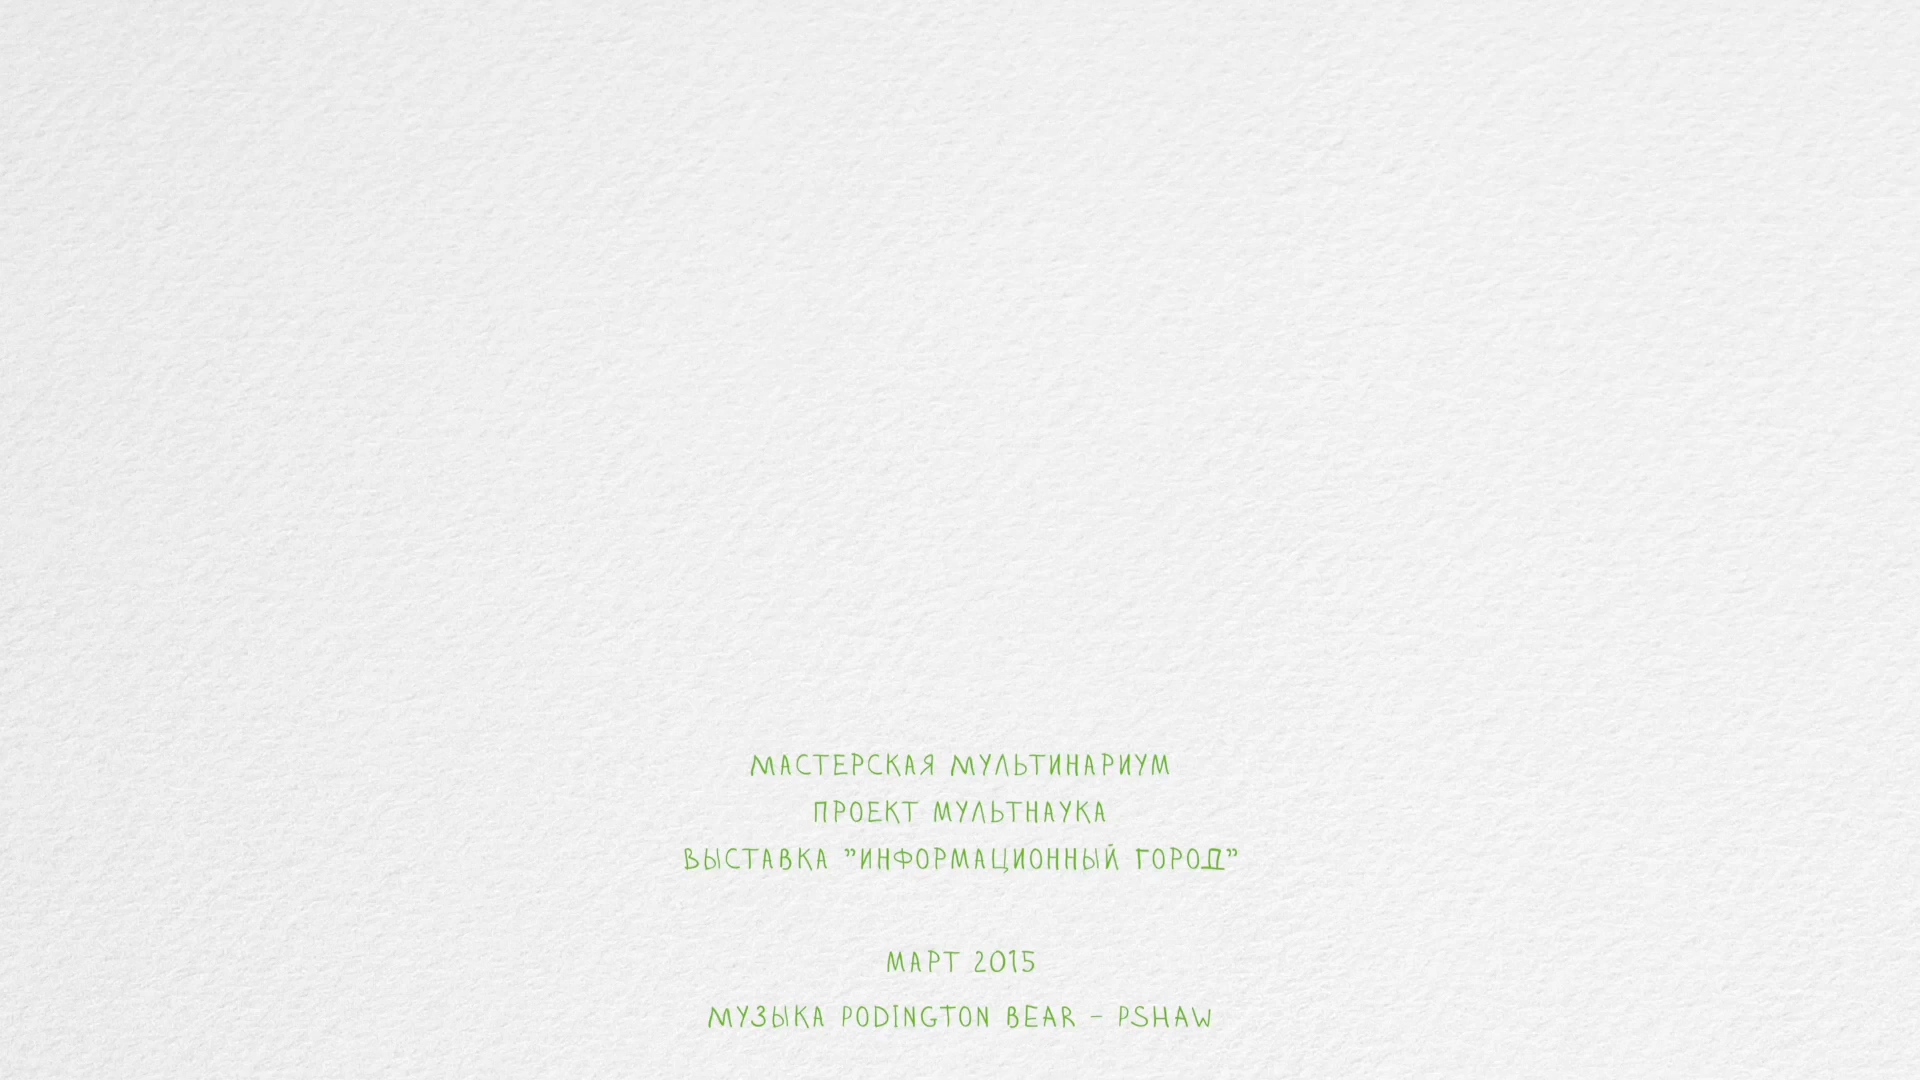 МАСТЕРСКАЯ МУЛЬТИНАРИУМ
ПРОЕКТ МУЛЬТНАУКА
ВЫСТАВКА "ИНФОРМАЦИОННЫЙ ГОРОД"
МАРТ 2015
МУЗЫКА PODINGTON BEAR - PSHAW